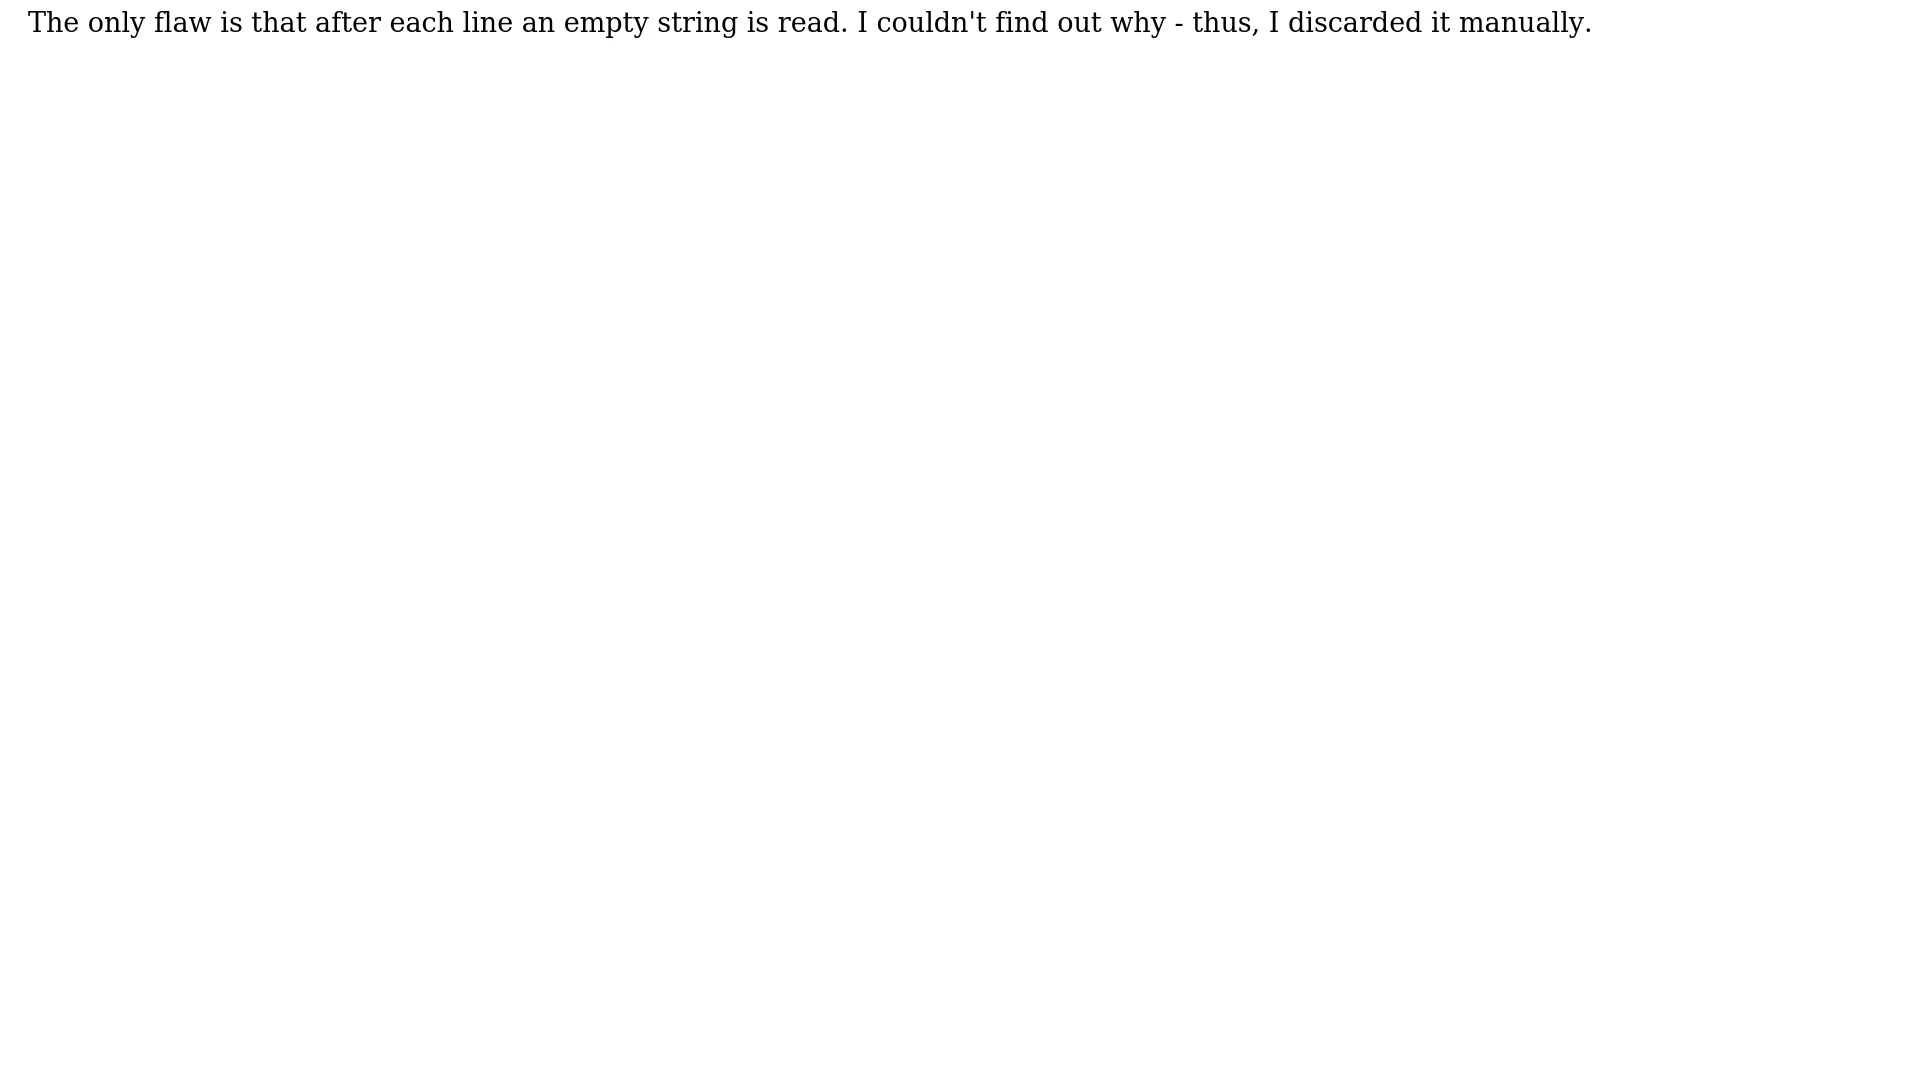 The only flaw is that after each line an empty string is read. I couldn't find out why - thus, I discarded it manually.